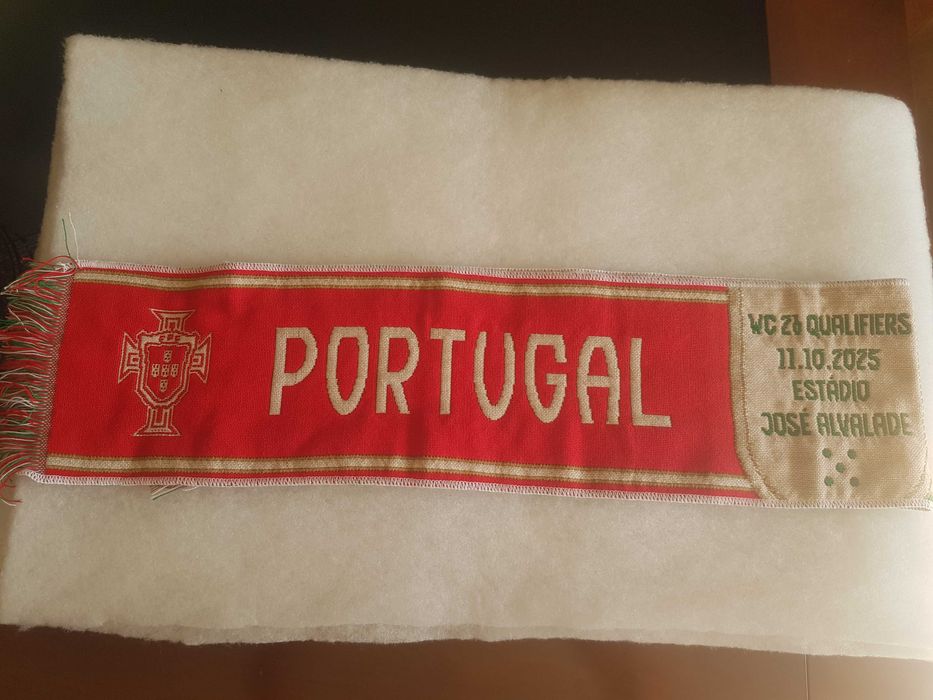 PORTUGAL
WC 26 QUALIFIERS
11.10.2025
ESTÁDIO
JOSÉ ALVALADE